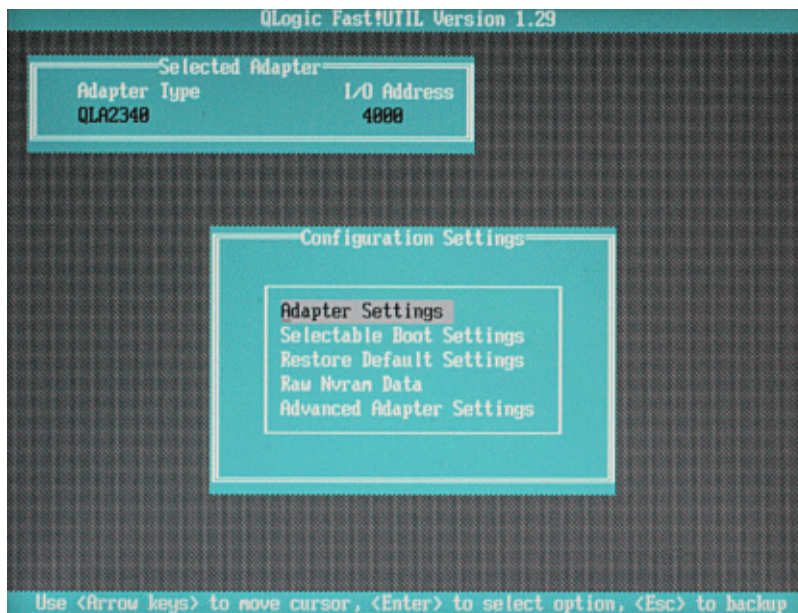 QLogic Fast!UTIL Version 1.29
Selected Adapter
Adapter Type I/O Address
QLA2340 4000
Configuration Settings
Adapter Settings
Selectable Boot Settings
Restore Default Settings
Raw Nvram Data
Advanced Adapter Settings
Use <Arrow keys> to move cursor, <Enter> to select option, <Esc> to backup